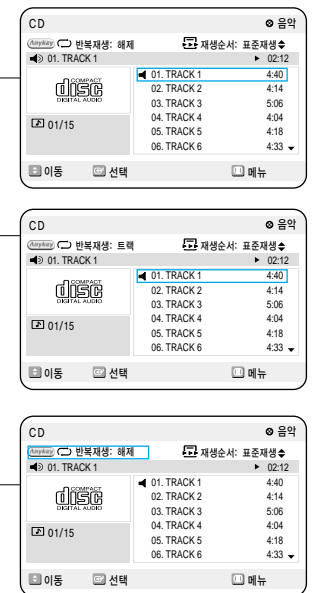 CD 음악
Anykey 반복재생: 해제 재생순서: 표준재생
01. TRACK 1 02:12
COMPACT
disc
DIGITAL AUDIO
01/15
01. TRACK 1 4:40
02. TRACK 2 4:14
03. TRACK 3 5:06
04. TRACK 4 4:04
05. TRACK 5 4:18
06. TRACK 6 4:33
이동 선택 메뉴
CD 음악
Anykey 반복재생: 트랙 재생순서: 표준재생
01. TRACK 1 02:12
COMPACT
disc
DIGITAL AUDIO
01/15
01. TRACK 1 4:40
02. TRACK 2 4:14
03. TRACK 3 5:06
04. TRACK 4 4:04
05. TRACK 5 4:18
06. TRACK 6 4:33
이동 선택 메뉴
CD 음악
Anykey 반복재생: 해제 재생순서: 표준재생
01. TRACK 1 02:12
COMPACT
disc
DIGITAL AUDIO
01/15
01. TRACK 1 4:40
02. TRACK 2 4:14
03. TRACK 3 5:06
04. TRACK 4 4:04
05. TRACK 5 4:18
06. TRACK 6 4:33
이동 선택 메뉴